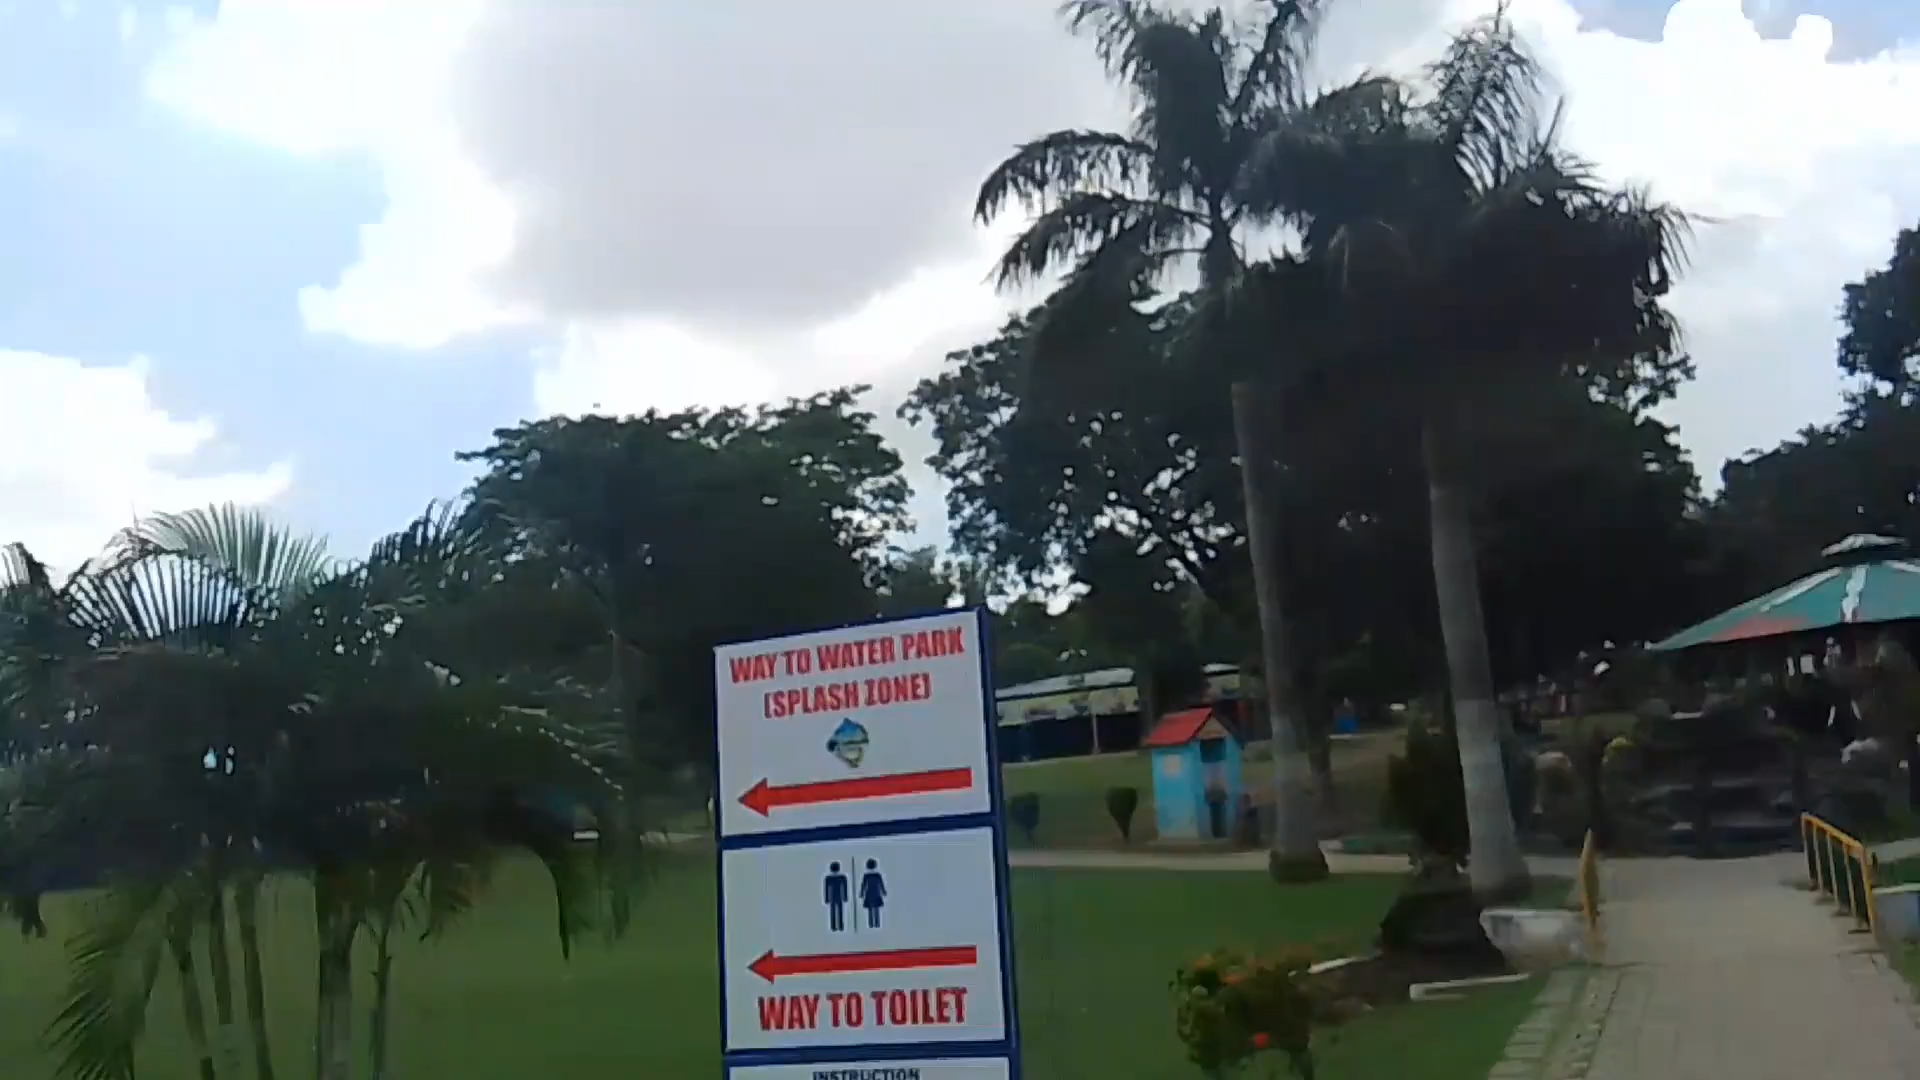 WAY TO WATER PARK
[SPLASH ZONE]
WAY TO TOILET
INSTRUCTION